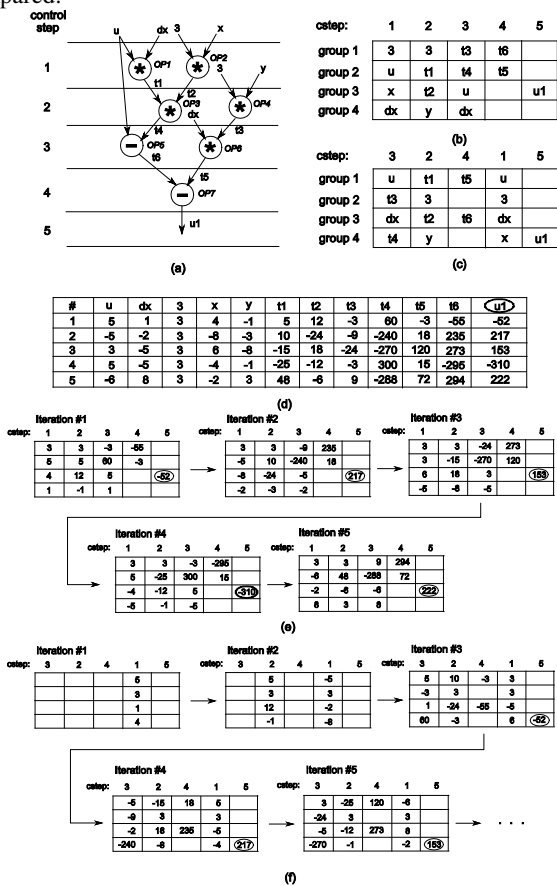 pared:
control step
u dx 3 x
1
* OP1 * OP2 3 y
t1 t2
2
* OP3 * OP4
dx
t4 t3
3
− OP5 * OP6
t6 t5
4
− OP7
u1
5
(a)
cstep: 1 2 3 4 5
group 1 3 3 t3 t6
group 2 u t1 t4 t5
group 3 x t2 u u1
group 4 dx y dx
(b)
cstep: 3 2 4 1 5
group 1 u t1 t5 u
group 2 t3 3 3
group 3 dx t2 t6 dx
group 4 t4 y x u1
(c)
# u dx 3 x y t1 t2 t3 t4 t5 t6 u1
1 5 1 3 4 -1 5 12 -3 60 -3 -55 -52
2 -5 -2 3 -8 -3 10 -24 -9 -240 18 235 217
3 3 -5 3 6 -8 -15 18 -24 -270 120 273 153
4 5 -5 3 -4 -1 -25 -12 -3 300 15 -295 -310
5 -6 8 3 -2 3 48 -6 9 -288 72 294 222
(d)
Iteration #1
cstep: 1 2 3 4 5
3 3 -3 -55
5 5 60 -3
4 12 5 -52
1 -1 1
Iteration #2
cstep: 1 2 3 4 5
3 3 -9 235
-5 10 -240 18
-8 -24 -5 217
-2 -3 -2
Iteration #3
cstep: 1 2 3 4 5
3 3 -24 273
3 -15 -270 120
6 18 3 153
-5 -8 -5
Iteration #4
cstep: 1 2 3 4 5
3 3 -3 -295
5 -25 300 15
-4 -12 5 -310
-5 -1 -5
Iteration #5
cstep: 1 2 3 4 5
3 3 9 294
-6 48 -288 72
-2 -6 -6 222
8 3 8
(e)
Iteration #1
cstep: 3 2 4 1 5
5
3
1
4
Iteration #2
cstep: 3 2 4 1 5
5 -5
3 3
12 -2
-1 -8
Iteration #3
cstep: 3 2 4 1 5
5 10 -3 3
-3 3 3
1 -24 -55 -5
60 -3 6 -52
Iteration #4
cstep: 3 2 4 1 5
-5 -15 18 5
-9 3 3
-2 18 235 -5
-240 -8 -4 217
Iteration #5
cstep: 3 2 4 1 5
3 -25 120 -6
-24 3 3
-5 -12 273 8
-270 -1 -2 153
. . .
(f)